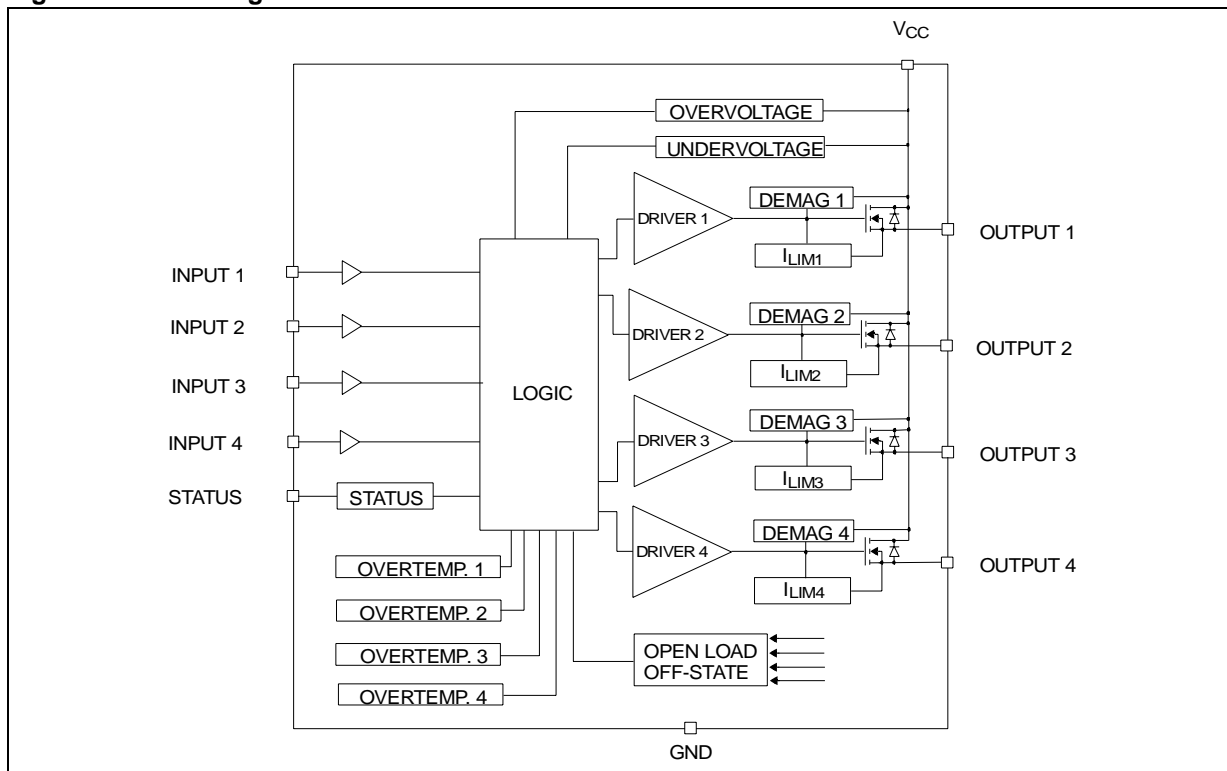 VCC
OVERVOLTAGE
UNDERVOLTAGE
DEMAG 1
DRIVER 1
OUTPUT 1
ILIM1
INPUT 1
DEMAG 2
INPUT 2
DRIVER 2
OUTPUT 2
ILIM2
INPUT 3
LOGIC
DEMAG 3
INPUT 4
DRIVER 3
OUTPUT 3
ILIM3
STATUS
STATUS
DEMAG 4
DRIVER 4
OUTPUT 4
OVERTEMP. 1
ILIM4
OVERTEMP. 2
OVERTEMP. 3
OPEN LOAD
OFF-STATE
OVERTEMP. 4
GND